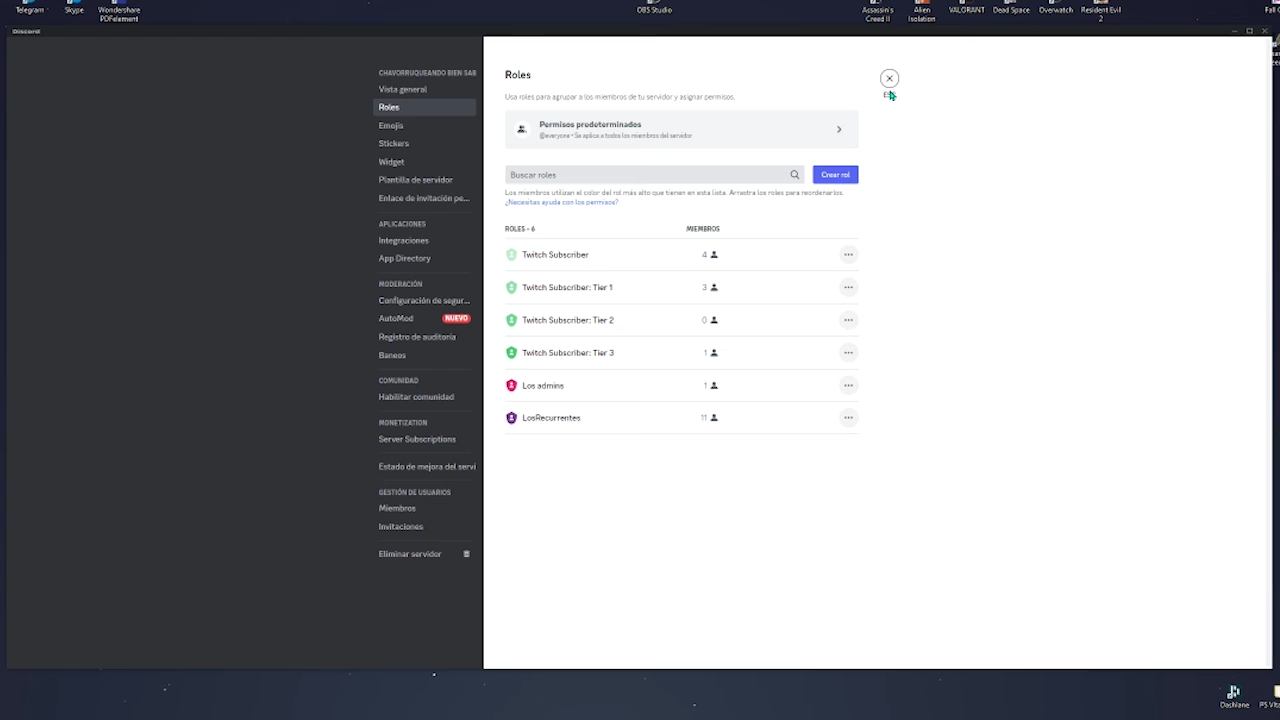 Telegram
Skype
Wondershare
PDFelement
OBS Studio
Assassin's
Creed II
Alien
Isolation
VALORANT
Dead Space
Overwatch
Resident Evil
2
Discord
CHAVORRUQUEANDO BIEN SAB
Vista general
Roles
Emojis
Stickers
Widget
Plantilla de servidor
Enlace de invitación pe...
APLICACIONES
Integraciones
App Directory
MODERACIÓN
Configuración de segur...
AutoMod
NUEVO
Registro de auditoría
Baneos
COMUNIDAD
Habilitar comunidad
MONETIZATION
Server Subscriptions
Estado de mejora del servi
GESTIÓN DE USUARIOS
Miembros
Invitaciones
Eliminar servidor
Roles
Usa roles para agrupar a los miembros de tu servidor y asignar permisos.
Permisos predeterminados
@everyone • Se aplica a todos los miembros del servidor
Buscar roles
Crear rol
Los miembros utilizan el color del rol más alto que tienen en esta lista. Arrastra los roles para reordenarlos.
¿Necesitas ayuda con los permisos?
ROLES - 6 MIEMBROS
Twitch Subscriber 4
Twitch Subscriber: Tier 1 3
Twitch Subscriber: Tier 2 0
Twitch Subscriber: Tier 3 1
Los admins 1
LosRecurrentes 11
Dashlane
PS Vita